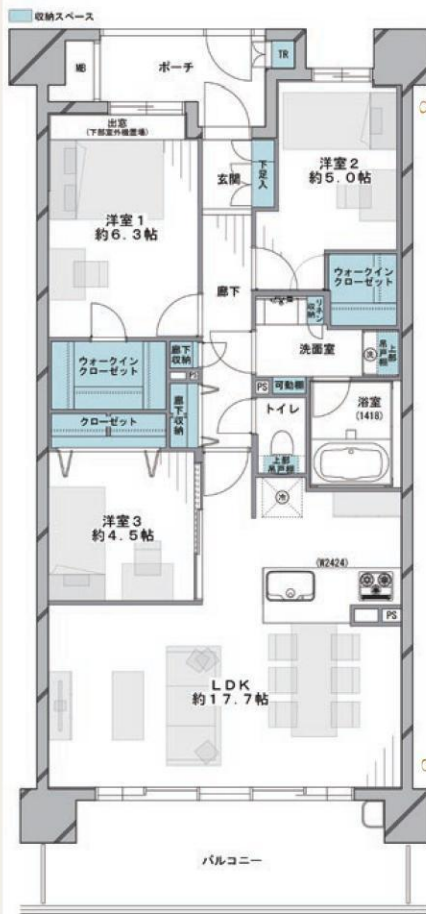 収納スペース
MB
ポーチ
TR
出窓
(下部室外機置場)
玄関
下足入
洋室2
約5.0帖
洋室1
約6.3帖
廊下
ウォークイン
クローゼット
リネン
収納
洗面室
洗
上部
吊戸棚
ウォークイン
クローゼット
廊下
収納
PS
PS
可動棚
浴室
(1418)
クローゼット
廊下
収納
トイレ
上部
吊戸棚
冷
洋室3
約4.5帖
(W2424)
PS
LDK
約17.7帖
バルコニー